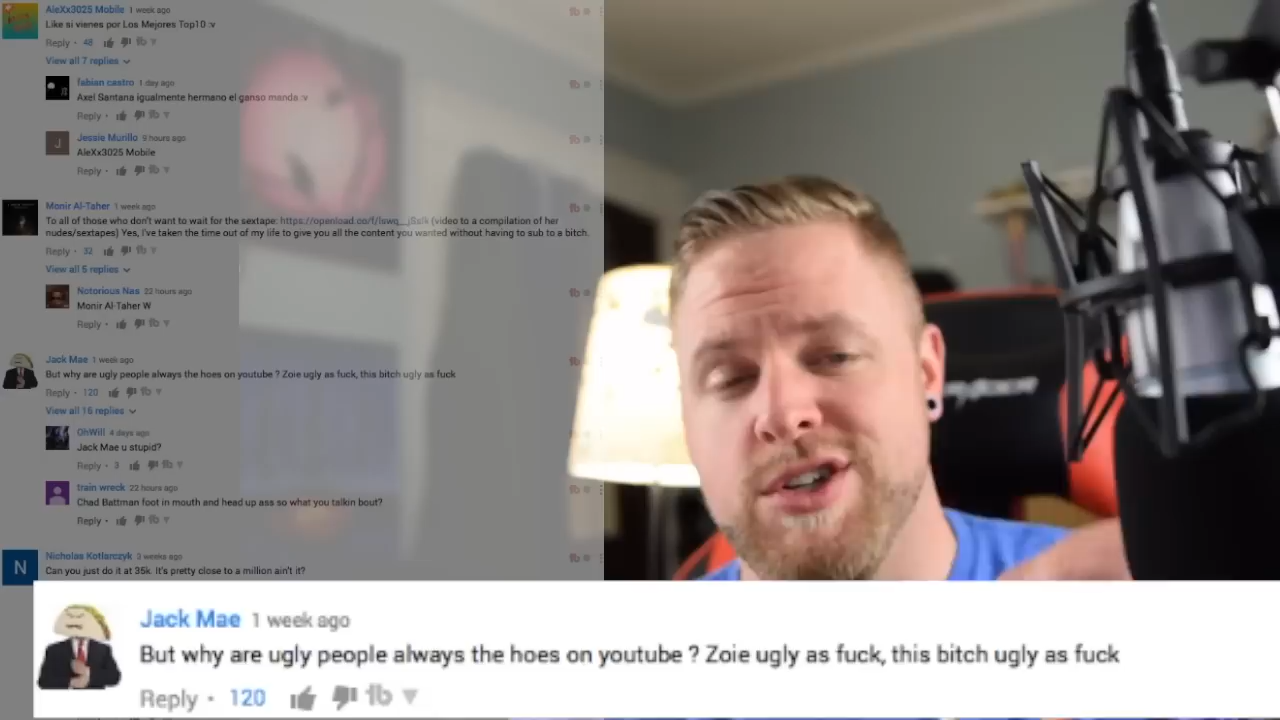 AleXx3025 Mobile 1 week ago
Like si vienes por Los Mejores Top10 :v
Reply • 48
View all 7 replies
fabian castro 1 day ago
Axel Santana igualmente hermano el ganso manda :v
Reply •
J
Jessie Murillo 9 hours ago
AleXx3025 Mobile
Reply •
Monir Al-Taher 1 week ago
To all of those who don't want to wait for the sextape: (video to a compilation of her
nudes/sextapes) Yes, I've taken the time out of my life to give you all the content you wanted without having to sub to a bitch.
Reply • 32
View all 5 replies
Notorious Nas 22 hours ago
Monir Al-Taher W
Reply •
Jack Mae 1 week ago
But why are ugly people always the hoes on youtube ? Zoie ugly as fuck, this bitch ugly as fuck
Reply • 120
View all 16 replies
OhWill 4 days ago
Jack Mae u stupid?
Reply • 3
train wreck 22 hours ago
Chad Battman foot in mouth and head up ass so what you talkin bout?
Reply •
N
Nicholas Kotlarczyk 3 weeks ago
Can you just do it at 35k. It's pretty close to a million ain't it?
Jack Mae 1 week ago
But why are ugly people always the hoes on youtube ? Zoie ugly as fuck, this bitch ugly as fuck
Reply • 120